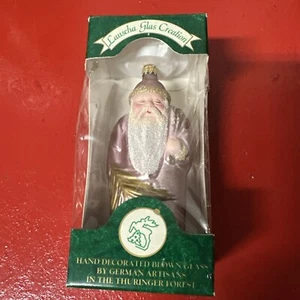 Lauscha Glas Creation
HAND DECORATED BLOWN GLASS
BY GERMAN ARTISANS
IN THE THURINGER FOREST